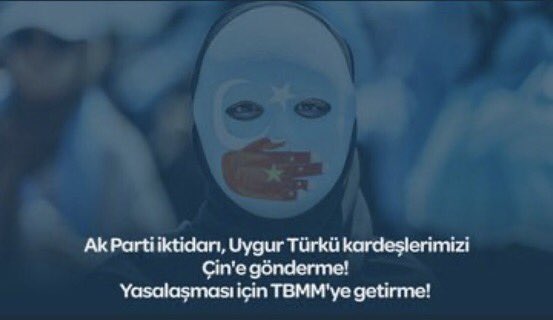 Ak Parti iktidarı, Uygur Türkü kardeşlerimizi
Çin'e gönderme!
Yasalaşması için TBMM'ye getirme!